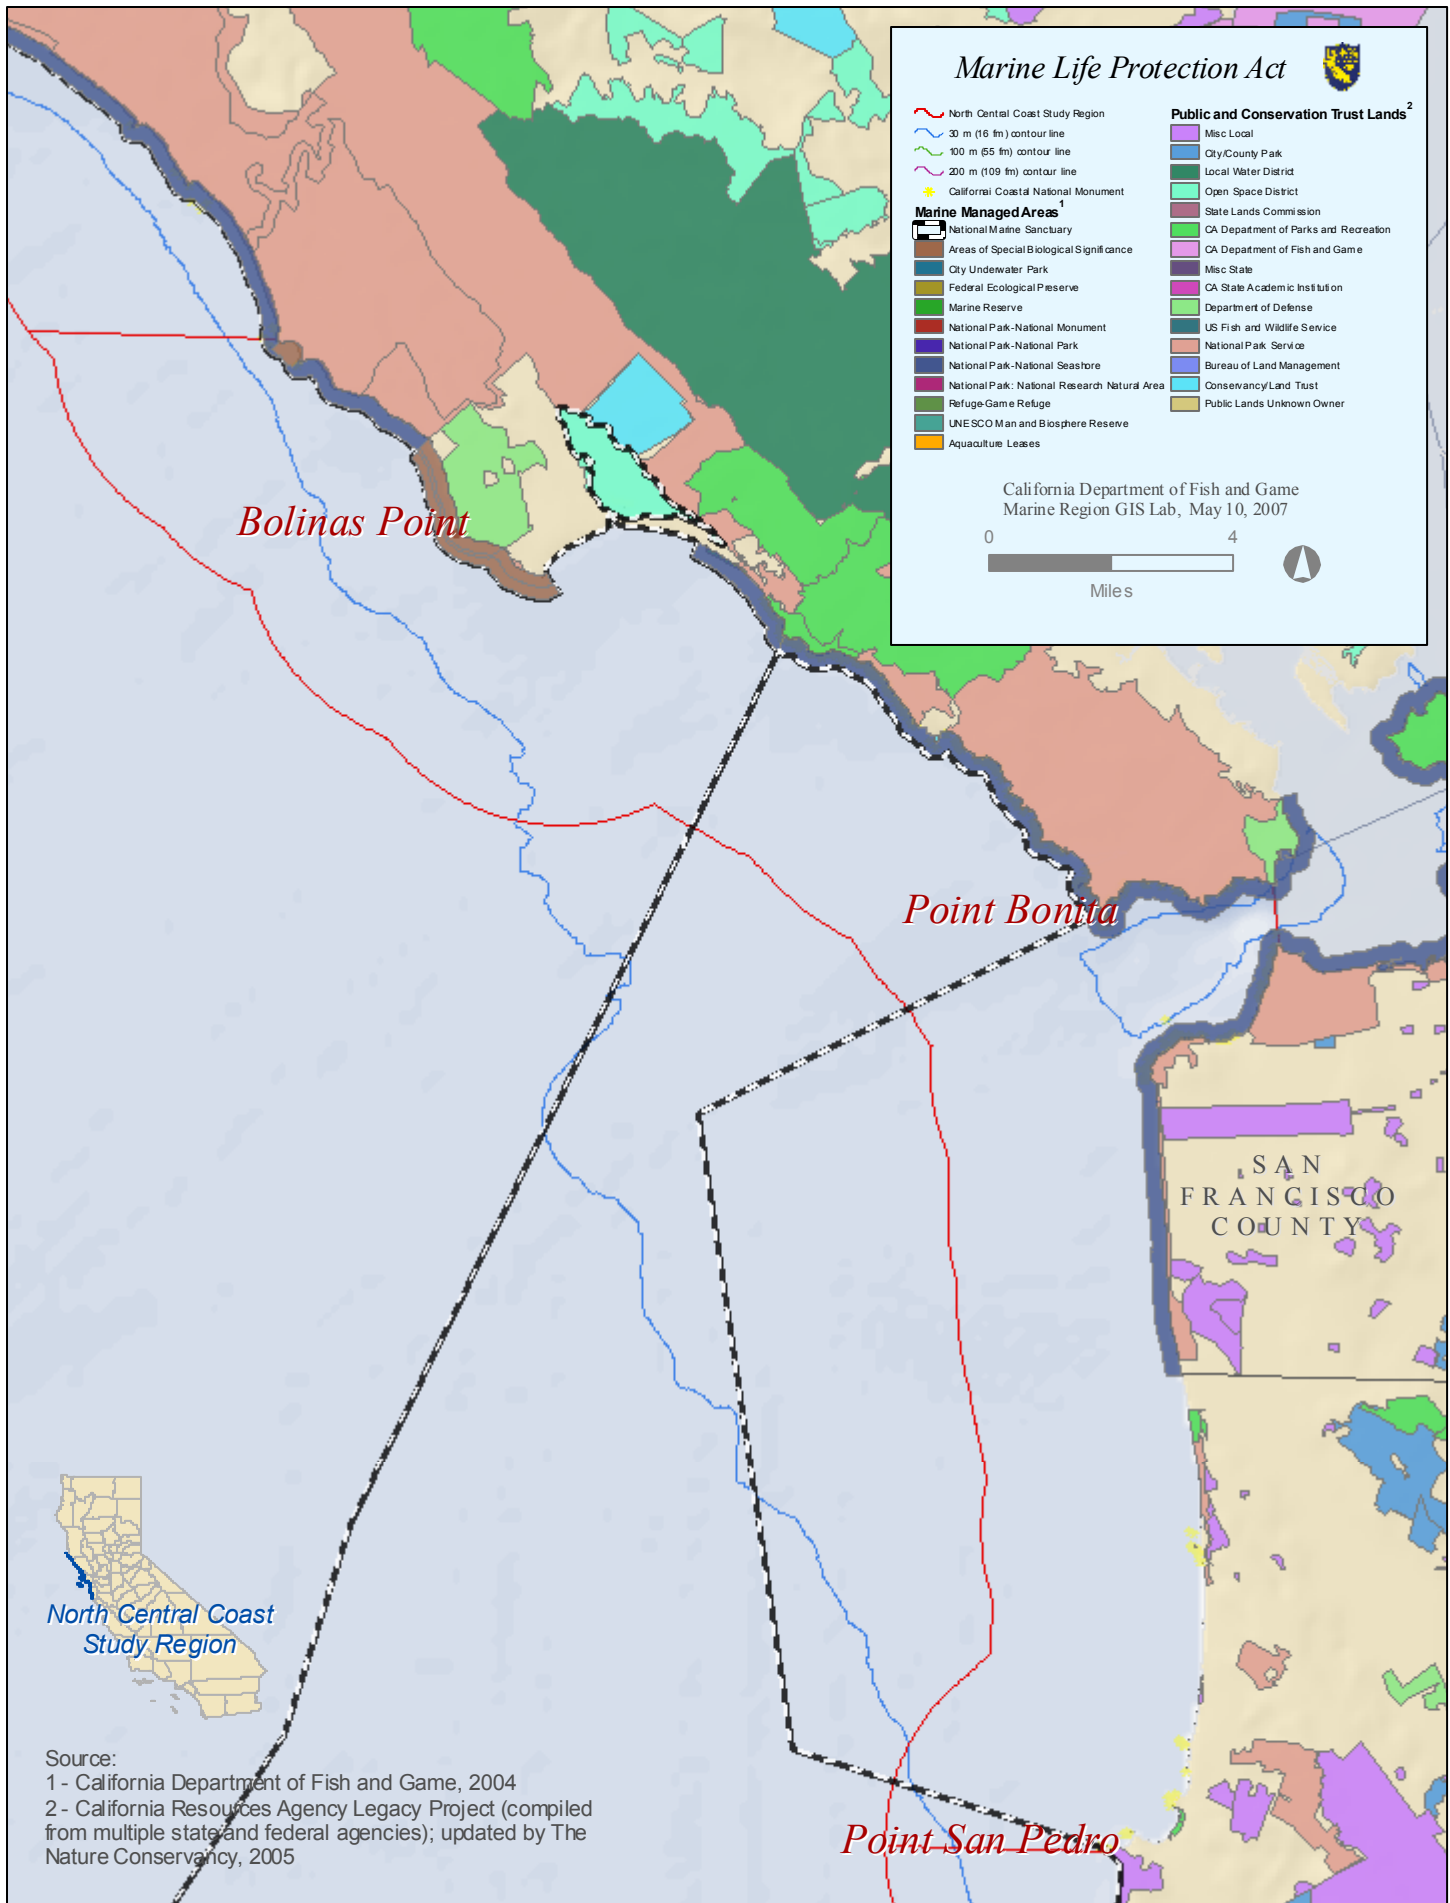 Marine Life Protection Act
North Central Coast Study Region
30 m (16 fm) contour line
100 m (55 fm) contour line
200 m (109 fm) contour line
Californai Coastal National Monument
Marine Managed Areas 1
National Marine Sanctuary
Areas of Special Biological Significance
City Underwater Park
Federal Ecological Preserve
Marine Reserve
National Park-National Monument
National Park-National Park
National Park-National Seashore
National Park: National Research Natural Area
Refuge-Game Refuge
UNESCO Man and Biosphere Reserve
Aquaculture Leases
Public and Conservation Trust Lands 2
Misc Local
City/County Park
Local Water District
Open Space District
State Lands Commission
CA Department of Parks and Recreation
CA Department of Fish and Game
Misc State
CA State Academic Institution
Department of Defense
US Fish and Wildlife Service
National Park Service
Bureau of Land Management
Conservancy/Land Trust
Public Lands Unknown Owner
California Department of Fish and Game
Marine Region GIS Lab, May 10, 2007
0 4
Miles
Bolinas Point
Point Bonita
SAN
FRANCISCO
COUNTY
North Central Coast
Study Region
Source:
1 - California Department of Fish and Game, 2004
2 - California Resources Agency Legacy Project (compiled
from multiple state and federal agencies); updated by The
Nature Conservancy, 2005
Point San Pedro